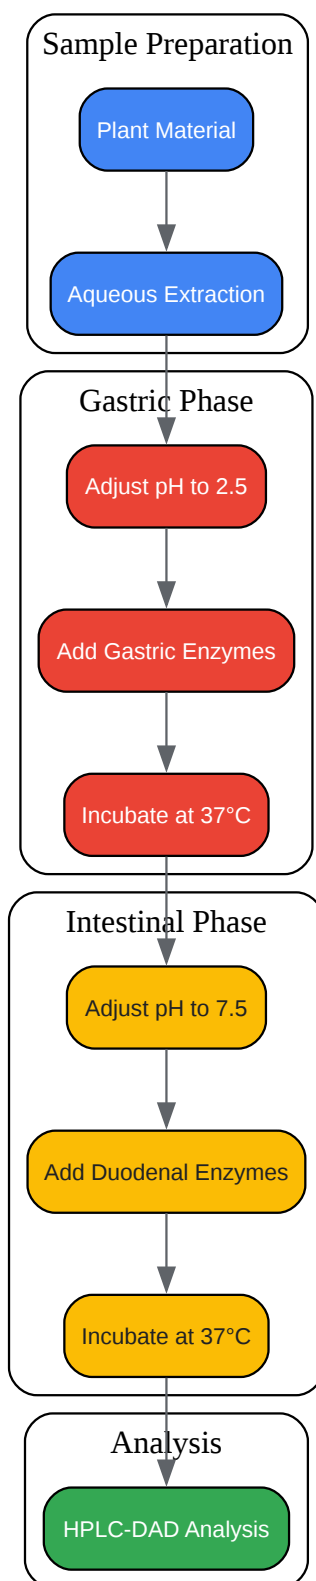 Sample Preparation
Plant Material
Aqueous Extraction
Gastric Phase
Adjust pH to 2.5
Add Gastric Enzymes
Incubate at 37°C
Intestinal Phase
Adjust pH to 7.5
Add Duodenal Enzymes
Incubate at 37°C
Analysis
HPLC-DAD Analysis